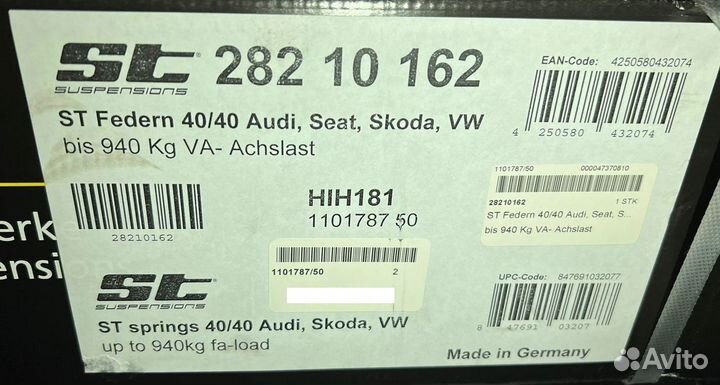 ST 282 10 162
SUSPENSIONS
EAN-Code: 4250580432074
4 250580 432074
ST Federn 40/40 Audi, Seat, Skoda, VW
bis 940 Kg VA- Achslast
28210162
HIH181
1101787 50
1101787/50 000047370810
28210162 1 STK
ST Federn 40/40 Audi, Seat, S...
bis 940 Kg VA- Achslast
1101787/50 2
erk
ensio
ST
SUSPENSIONS
ST springs 40/40 Audi, Skoda, VW
up to 940kg fa-load
UPC-Code: 847691032077
8 47691 03207
Made in Germany
Avito